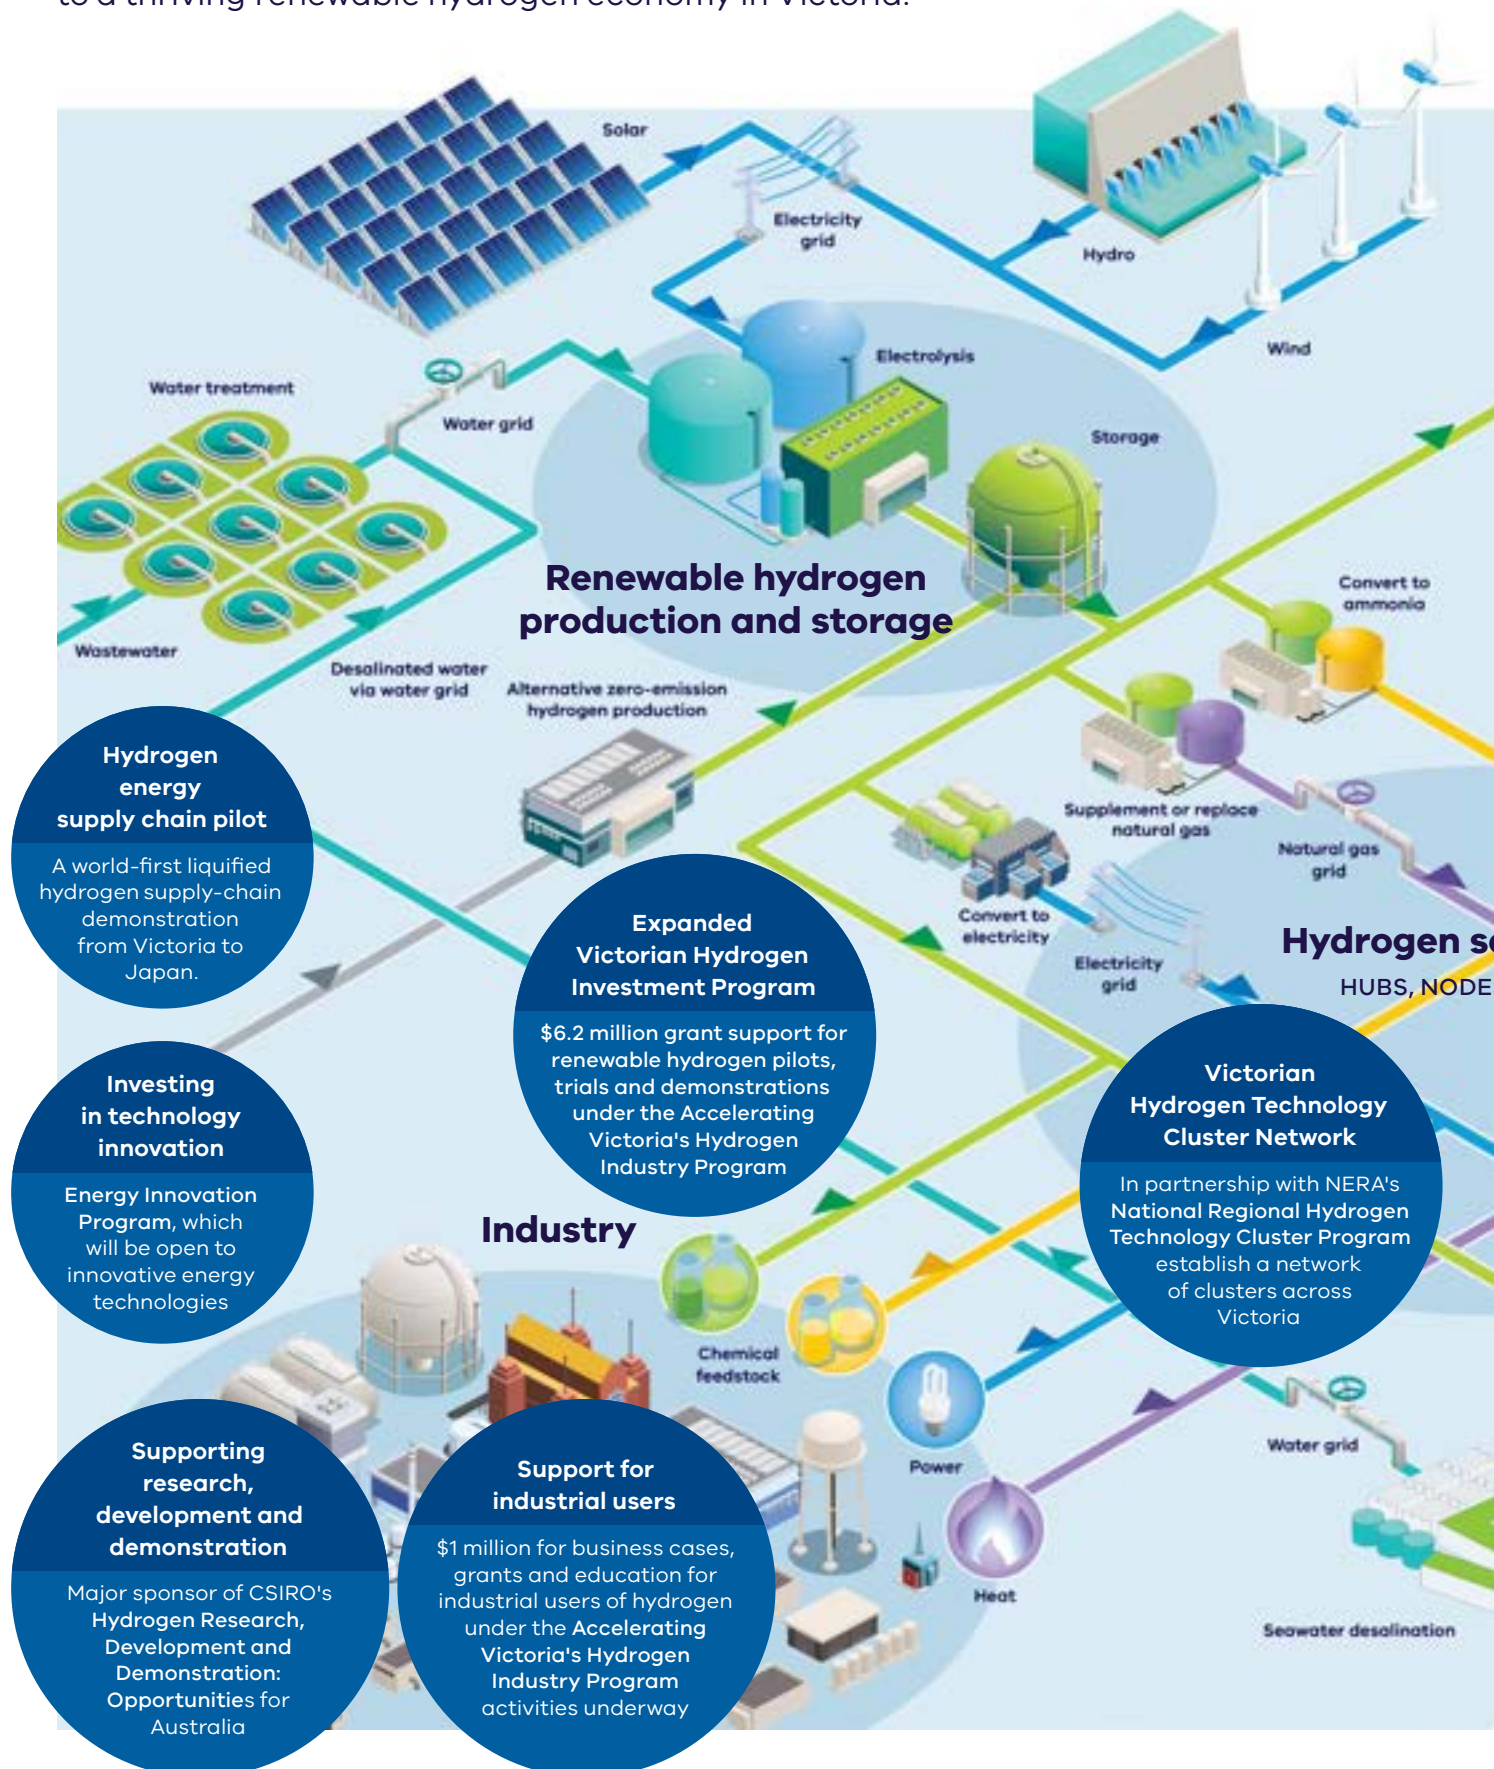 to a thriving renewable hydrogen economy in Victoria.
Solar
Electricity
grid
Hydro
Wind
Electrolysis
Water treatment
Water grid
Storage
Renewable hydrogen
production and storage
Convert to
ammonia
Wastewater
Desalinated water
via water grid
Alternative zero-emission
hydrogen production
Hydrogen
energy
supply chain pilot
A world-first liquified
hydrogen supply-chain
demonstration
from Victoria to
Japan.
Supplement or replace
natural gas
Natural gas
grid
Convert to
electricity
Electricity
grid
Hydrogen
HUBS,
Expanded
Victorian Hydrogen
Investment Program
$6.2 million grant support for
renewable hydrogen pilots,
trials and demonstrations
under the Accelerating
Victoria's Hydrogen
Industry Program
Investing
in technology
innovation
Energy Innovation
Program, which
will be open to
innovative energy
technologies
Victorian
Hydrogen Technology
Cluster Network
In partnership with NERA's
National Regional Hydrogen
Technology Cluster Program
establish a network
of clusters across
Victoria
Industry
Chemical
feedstock
Power
Heat
Water grid
Seawater desalination
Supporting
research,
development and
demonstration
Major sponsor of CSIRO's
Hydrogen Research,
Development and
Demonstration:
Opportunities for
Australia
Support for
industrial users
$1 million for business cases,
grants and education for
industrial users of hydrogen
under the Accelerating
Victoria's Hydrogen
Industry Program
activities underway